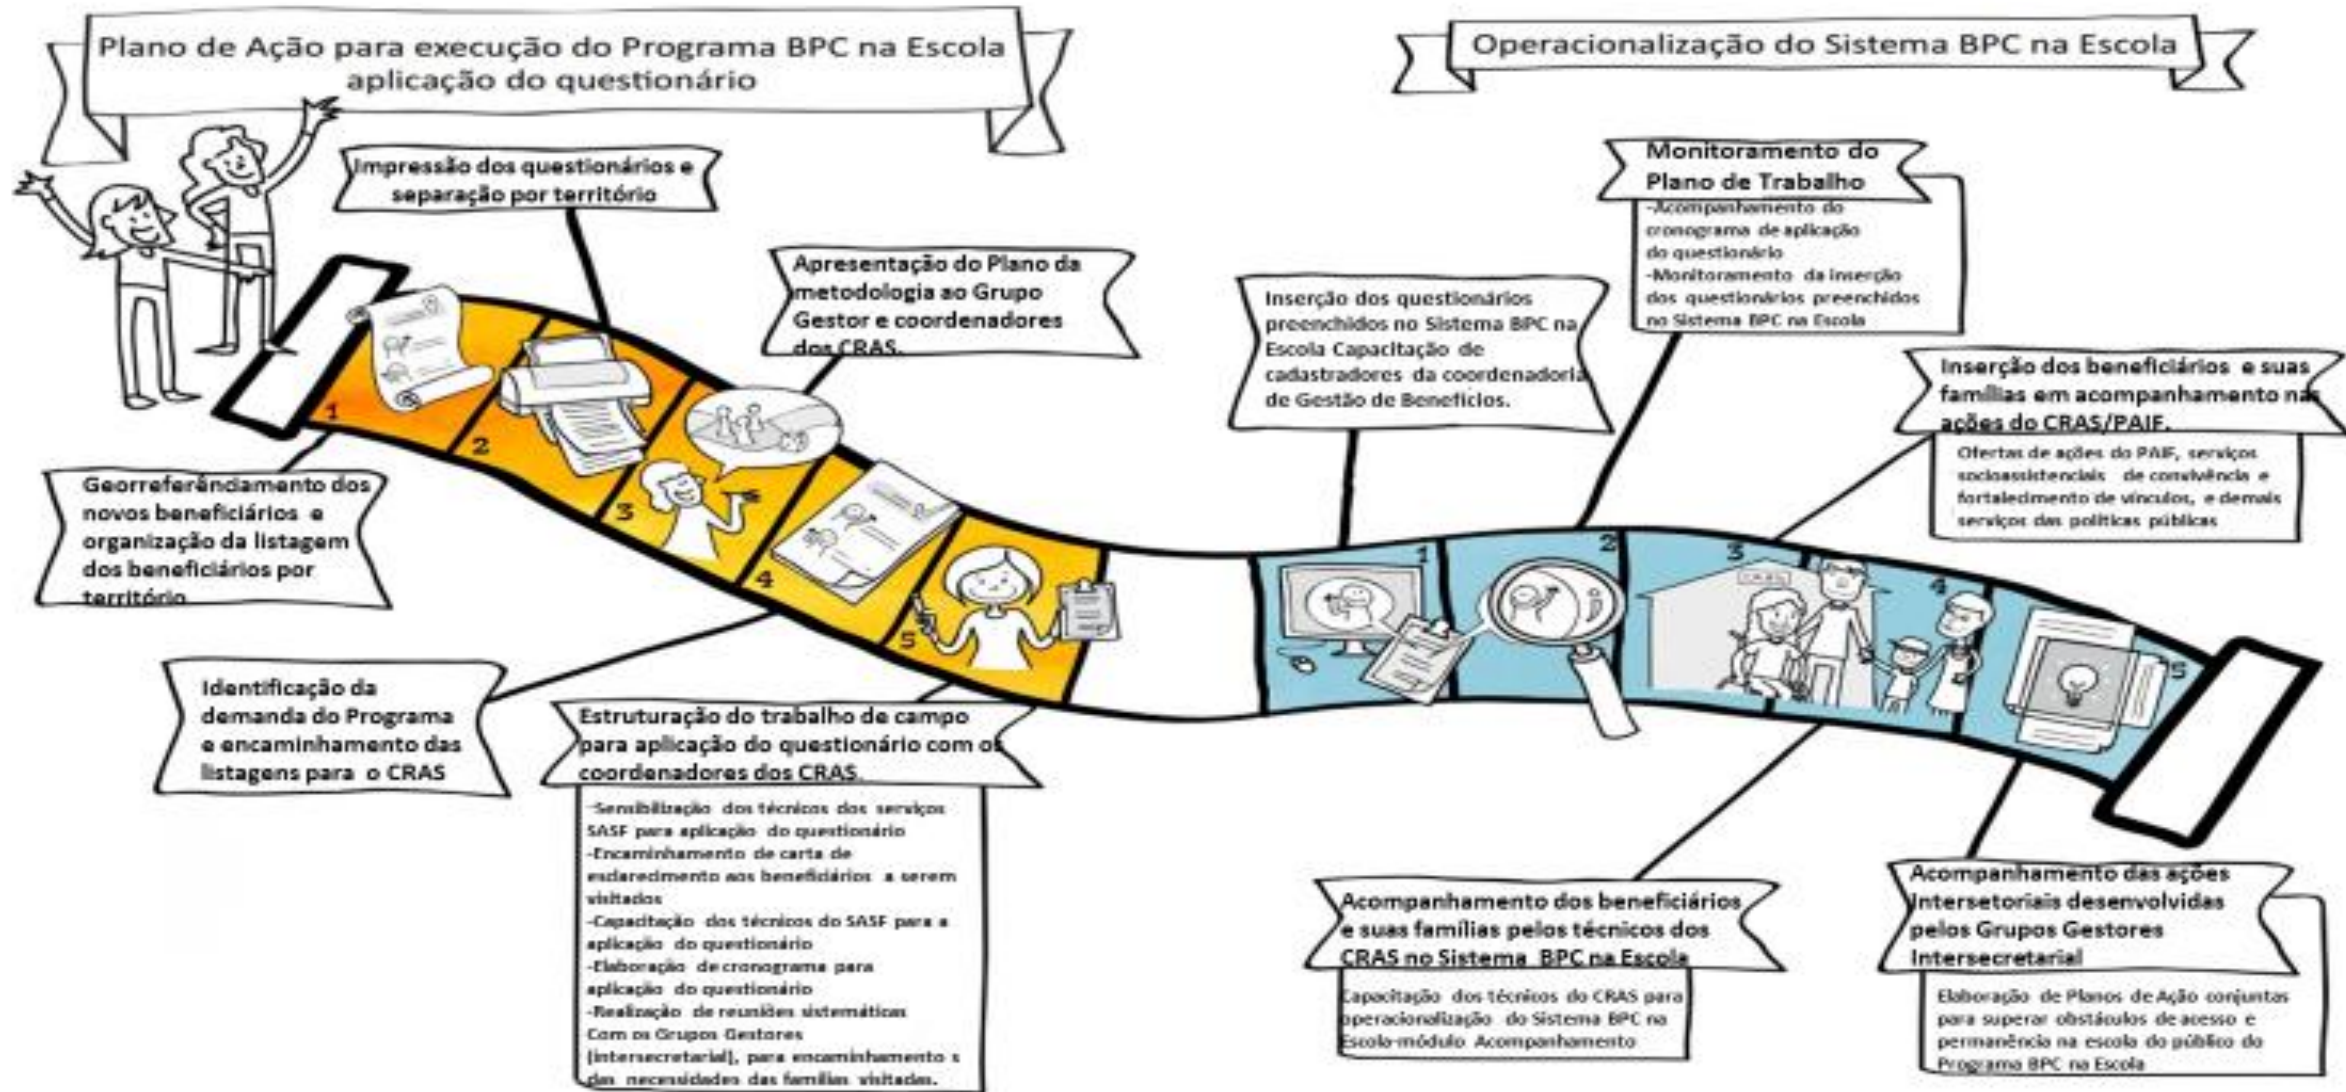 Plano de Ação para execução do Programa BPC na Escola
aplicação do questionário
Operacionalização do Sistema BPC na Escola
1
Georreferênciamento dos
novos beneficiários e
organização da listagem
dos beneficiários por
território
2
Impressão dos questionários e
separação por território
3
Apresentação do Plano da
metodologia ao Grupo
Gestor e coordenadores
dos CRAS.
4
Identificação da
demanda do Programa
e encaminhamento das
listagens para o CRAS
5
Estruturação do trabalho de campo
para aplicação do questionário com os
coordenadores dos CRAS.
-Sensibilização dos técnicos dos serviços
SASF para aplicação do questionário
-Encaminhamento de carta de
esclarecimento aos beneficiários a serem
visitados
-Capacitação dos técnicos do SASF para a
aplicação do questionário
-Elaboração de cronograma para
aplicação do questionário
-Realização de reuniões sistemáticas
Com os Grupos Gestores
(intersecretarial), para encaminhamento s
das necessidades das famílias visitadas.
1
Inserção dos questionários
preenchidos no Sistema BPC na
Escola Capacitação de
cadastradores da coordenadoria
de Gestão de Benefícios.
2
Monitoramento do
Plano de Trabalho
-Acompanhamento do
cronograma de aplicação
do questionário
-Monitoramento da inserção
dos questionários preenchidos
no Sistema BPC na Escola
3
CRAS
Inserção dos beneficiários e suas
famílias em acompanhamento nas
ações do CRAS/PAIF.
Ofertas de ações do PAIF, serviços
socioassistenciais de convivência e
fortalecimento de vínculos, e demais
serviços das políticas públicas
4
Acompanhamento dos beneficiários
e suas famílias pelos técnicos dos
CRAS no Sistema BPC na Escola
Capacitação dos técnicos do CRAS para
operacionalização do Sistema BPC na
Escola-módulo Acompanhamento
5
Acompanhamento das ações
Intersetoriais desenvolvidas
pelos Grupos Gestores
Intersecretarial
Elaboração de Planos de Ação conjuntas
para superar obstáculos de acesso e
permanência na escola do público do
Programa BPC na Escola